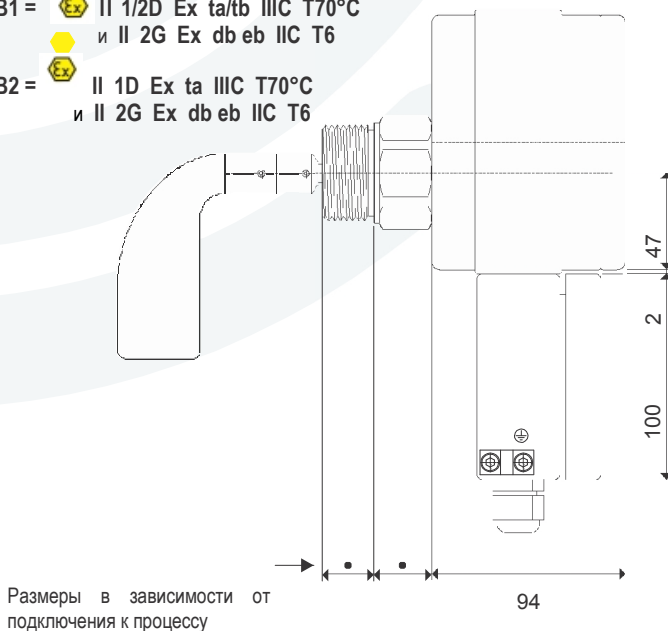 B1 = Ex II 1/2D Ex ta/tb IIIC T70°C
и II 2G Ex db eb IIC T6
B2 = Ex II 1D Ex ta IIIC T70°C
и II 2G Ex db eb IIC T6
47
2
100
94
Размеры в зависимости от
подключения к процессу